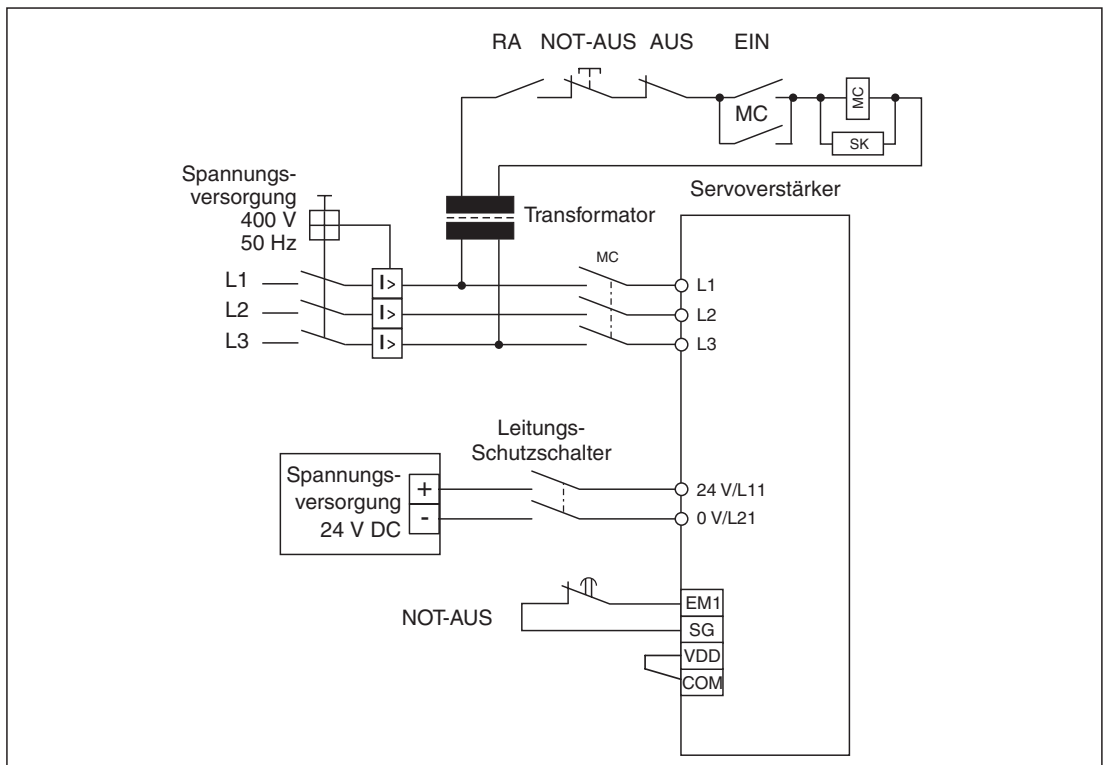 RA NOT-AUS AUS EIN
MC
MC
SK
Spannungs-
versorgung
400 V
50 Hz
Transformator
Servoverstärker
MC
L1
I>
L1
L2
I>
L2
L3
I>
L3
Leitungs-
Schutzschalter
Spannungs-
versorgung
24 V DC
+
-
24 V/L11
0 V/L21
NOT-AUS
EM1
SG
VDD
COM